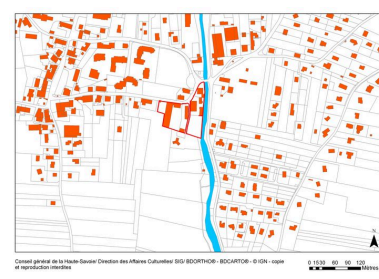 N
Conseil général de la Haute-Savoie/ Direction des Affaires Culturelles/ SIG/ BDORTHO® - BDCARTO® - © IGN - copie
et reproduction interdites
0 15 30 60 90 120
Mètres